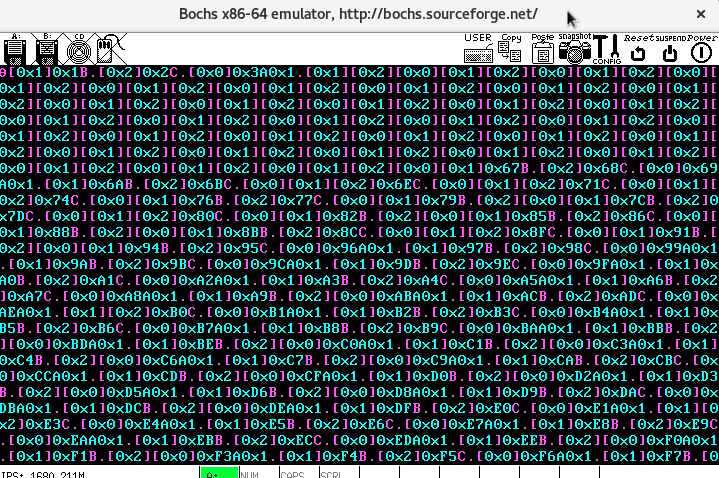 Bochs x86-64 emulator, http://bochs.sourceforge.net/
A: B: CD USER Copy Paste snapshot CONFIG Reset SUSPEND Power
A[0x1]0x1B.[0x2]0x2C.[0x0]0x3A0x1.[0x1][0x2][0x0][0x1][0x2][0x0][0x1][0x2][0x0][
0x1][0x2][0x0][0x1][0x2][0x0][0x1][0x2][0x0][0x1][0x2][0x0][0x1][0x2][0x0][0x1][
0x2][0x0][0x1][0x2][0x0][0x1][0x2][0x0][0x1][0x2][0x0][0x1][0x2][0x0][0x1][0x2][
0x0][0x1][0x2][0x0][0x1][0x2][0x0][0x1][0x2][0x0][0x1][0x2][0x0][0x1][0x2][0x0][
0x1][0x2][0x0][0x1][0x2][0x0][0x1][0x2][0x0][0x1][0x2][0x0][0x1][0x2][0x0][0x1][
0x2][0x0][0x1][0x2][0x0][0x1][0x2][0x0][0x1][0x2][0x0][0x1][0x2][0x0][0x1][0x2][
0x0][0x1][0x2][0x0][0x1][0x2][0x0][0x1][0x2][0x0][0x1]0x67B.[0x2]0x68C.[0x0]0x69
A0x1.[0x1]0x6AB.[0x2]0x6BC.[0x0][0x1][0x2]0x6EC.[0x0][0x1][0x2]0x71C.[0x0][0x1][
0x2]0x74C.[0x0][0x1]0x76B.[0x2]0x77C.[0x0][0x1]0x79B.[0x2][0x0][0x1]0x7CB.[0x2]0
x7DC.[0x0][0x1][0x2]0x80C.[0x0][0x1]0x82B.[0x2][0x0][0x1]0x85B.[0x2]0x86C.[0x0][
0x1]0x88B.[0x2][0x0][0x1]0x8BB.[0x2]0x8CC.[0x0][0x1][0x2]0x8FC.[0x0][0x1]0x91B.[
0x2][0x0][0x1]0x94B.[0x2]0x95C.[0x0]0x96A0x1.[0x1]0x97B.[0x2]0x98C.[0x0]0x99A0x1
.[0x1]0x9AB.[0x2]0x9BC.[0x0]0x9CA0x1.[0x1]0x9DB.[0x2]0x9EC.[0x0]0x9FA0x1.[0x1]0x
A0B.[0x2]0xA1C.[0x0]0xA2A0x1.[0x1]0xA3B.[0x2]0xA4C.[0x0]0xA5A0x1.[0x1]0xA6B.[0x2
]0xA7C.[0x0]0xA8A0x1.[0x1]0xA9B.[0x2][0x0]0xABA0x1.[0x1]0xACB.[0x2]0xADC.[0x0]0x
AEA0x1.[0x1][0x2]0xB0C.[0x0]0xB1A0x1.[0x1]0xB2B.[0x2]0xB3C.[0x0]0xB4A0x1.[0x1]0x
B5B.[0x2]0xB6C.[0x0]0xB7A0x1.[0x1]0xB8B.[0x2]0xB9C.[0x0]0xBAA0x1.[0x1]0xBBB.[0x2
][0x0]0xBDA0x1.[0x1]0xBEB.[0x2][0x0]0xC0A0x1.[0x1]0xC1B.[0x2][0x0]0xC3A0x1.[0x1]
0xC4B.[0x2][0x0]0xC6A0x1.[0x1]0xC7B.[0x2][0x0]0xC9A0x1.[0x1]0xCAB.[0x2]0xCBC.[0x
0]0xCCA0x1.[0x1]0xCDB.[0x2][0x0]0xCFA0x1.[0x1]0xD0B.[0x2][0x0]0xD2A0x1.[0x1]0xD3
B.[0x2][0x0]0xD5A0x1.[0x1]0xD6B.[0x2][0x0]0xD8A0x1.[0x1]0xD9B.[0x2]0xDAC.[0x0]0x
DBA0x1.[0x1]0xDCB.[0x2][0x0]0xDEA0x1.[0x1]0xDFB.[0x2]0xE0C.[0x0]0xE1A0x1.[0x1][0
x2]0xE3C.[0x0]0xE4A0x1.[0x1]0xE5B.[0x2]0xE6C.[0x0]0xE7A0x1.[0x1]0xE8B.[0x2]0xE9C
.[0x0]0xEAA0x1.[0x1]0xEBB.[0x2]0xECC.[0x0]0xEDA0x1.[0x1]0xEEB.[0x2][0x0]0xF0A0x1
.[0x1]0xF1B.[0x2][0x0]0xF3A0x1.[0x1]0xF4B.[0x2]0xF5C.[0x0]0xF6A0x1.[0x1]0xF7B.[0
IPS: 1680.211M A: NUM CAPS SCRL